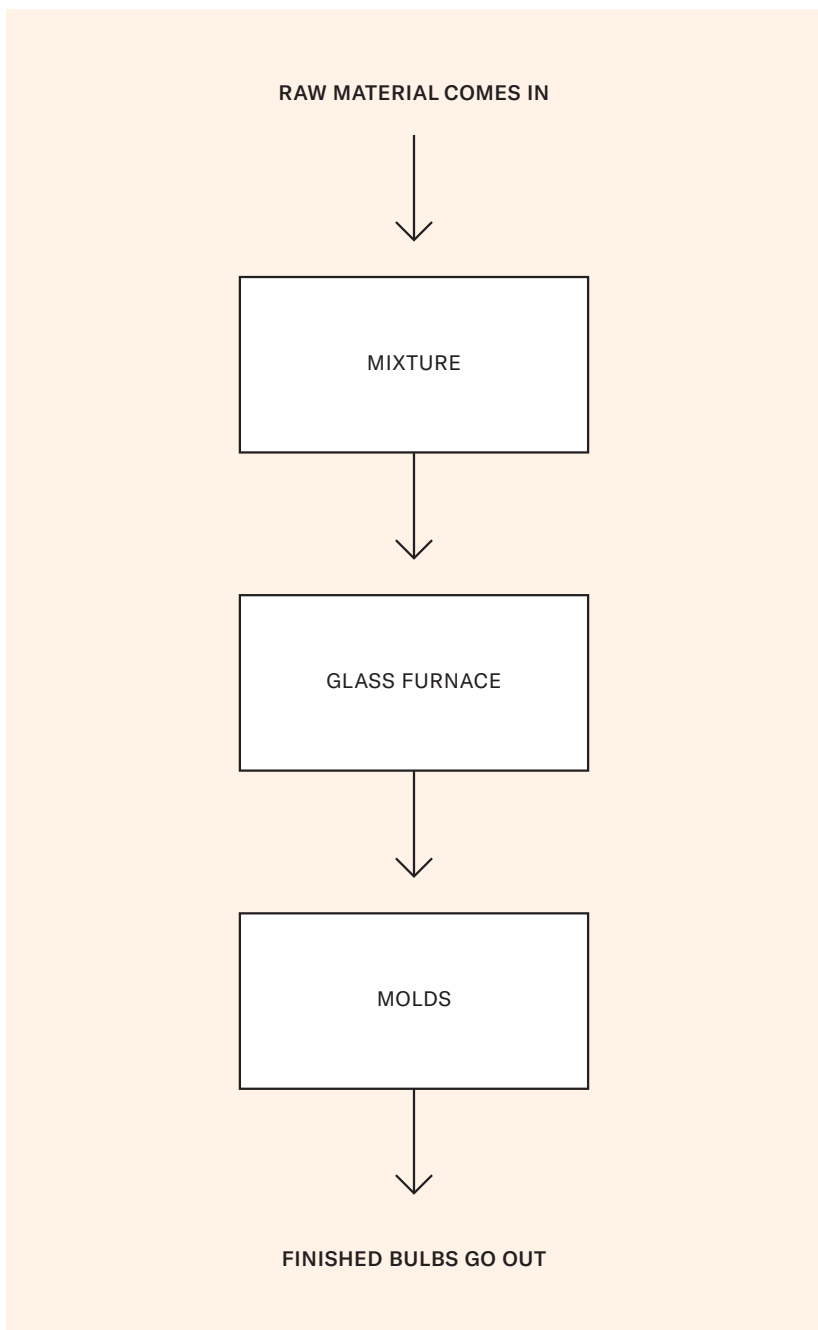 RAW MATERIAL COMES IN
MIXTURE
GLASS FURNACE
MOLDS
FINISHED BULBS GO OUT